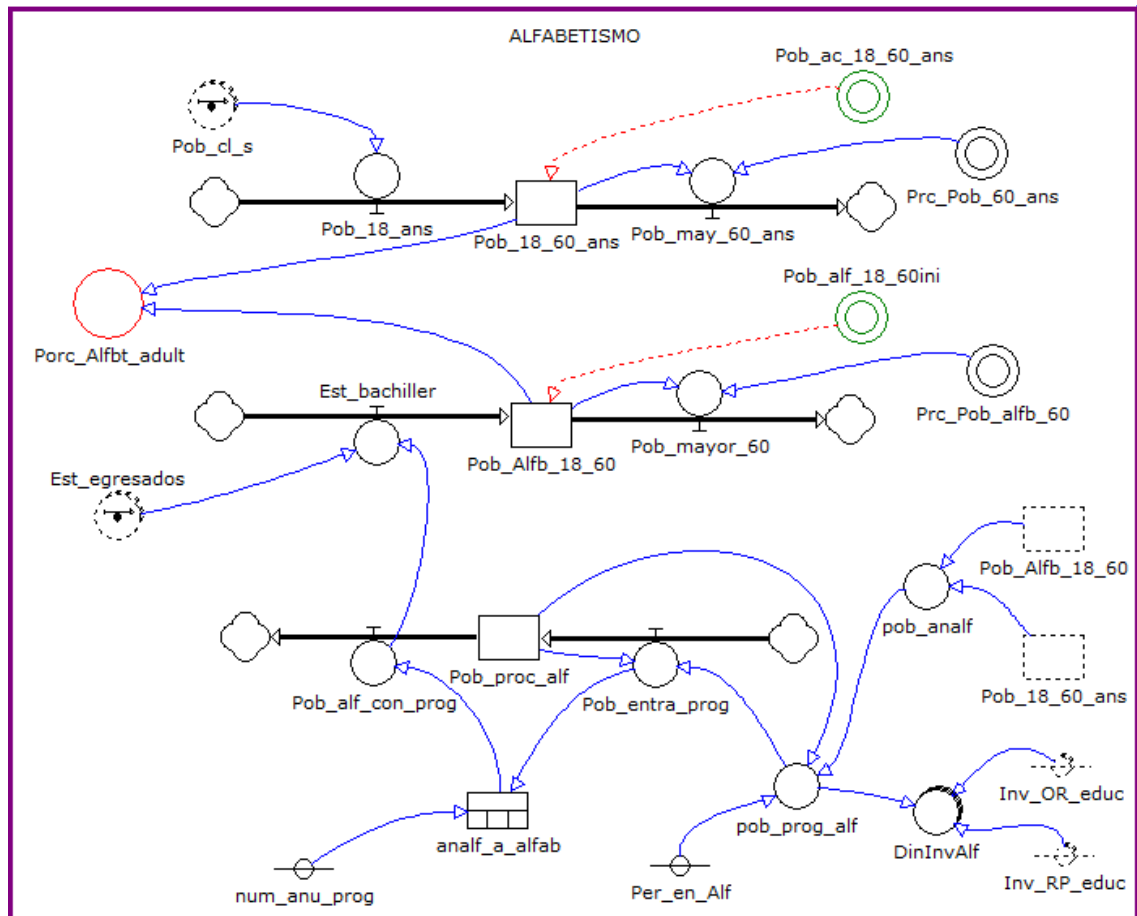 ALFABETISMO
Pob_ac_18_60_ans
Pob_cl_s
Prc_Pob_60_ans
Pob_18_ans
Pob_18_60_ans
Pob_may_60_ans
Pob_alf_18_60ini
Porc_Alfbt_adult
Est_bachiller
Prc_Pob_alfb_60
Pob_Alfb_18_60
Pob_mayor_60
Est_egresados
Pob_Alfb_18_60
pob_analf
Pob_proc_alf
Pob_alf_con_prog
Pob_entra_prog
Pob_18_60_ans
Inv_OR_educ
analf_a_alfab
pob_prog_alf
DinInvAlf
num_anu_prog
Per_en_Alf
Inv_RP_educ